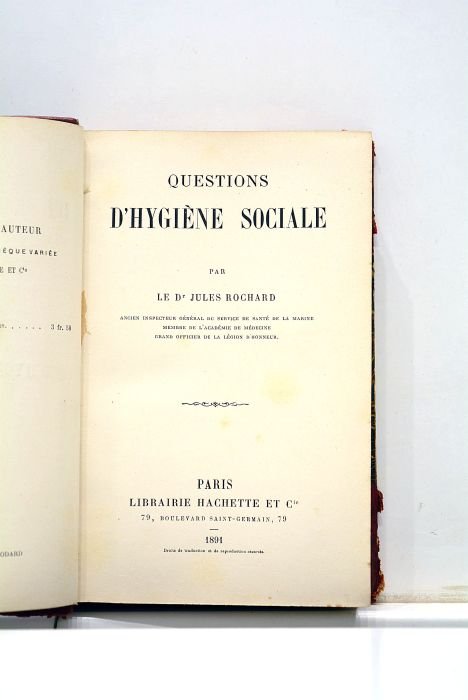 AUTEUR
ÈQUE VARIÉE
E ET Cie
. . . . . . 3 fr. 50
ODARD
QUESTIONS
D'HYGIÈNE SOCIALE
PAR
LE Dr JULES ROCHARD
ANCIEN INSPECTEUR GÉNÉRAL DU SERVICE DE SANTÉ DE LA MARINE
MEMBRE DE L'ACADÉMIE DE MÉDECINE
GRAND OFFICIER DE LA LÉGION D'HONNEUR.
PARIS
LIBRAIRIE HACHETTE ET Cie
79, BOULEVARD SAINT-GERMAIN, 79
1891
Droits de traduction et de reproduction réservés.